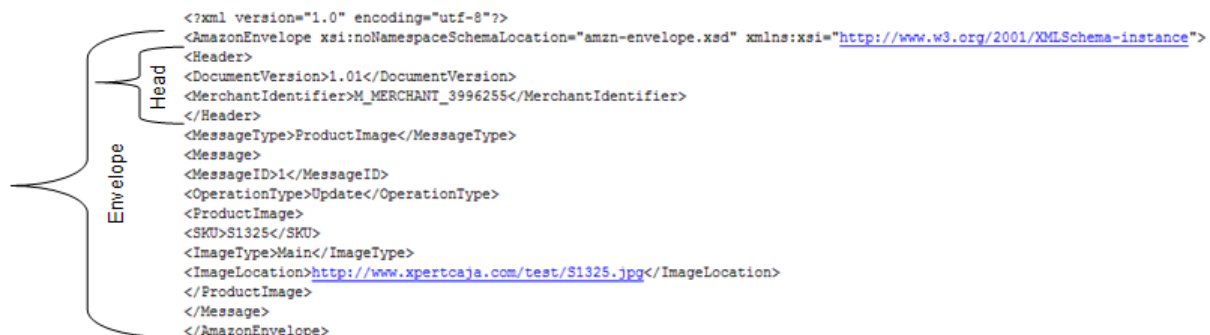 <?xml version="1.0" encoding="utf-8"?>
<AmazonEnvelope xsi:noNamespaceSchemaLocation="amzn-envelope.xsd" xmlns:xsi="http://www.w3.org/2001/XMLSchema-instance">
<Header>
<DocumentVersion>1.01</DocumentVersion>
<MerchantIdentifier>M_MERCHANT_3996255</MerchantIdentifier>
</Header>
<MessageType>ProductImage</MessageType>
<Message>
<MessageID>1</MessageID>
<OperationType>Update</OperationType>
<ProductImage>
<SKU>S1325</SKU>
<ImageType>Main</ImageType>
<ImageLocation>http://www.xpertcaja.com/test/S1325.jpg</ImageLocation>
</ProductImage>
</Message>
</AmazonEnvelope>
Head
Envelope